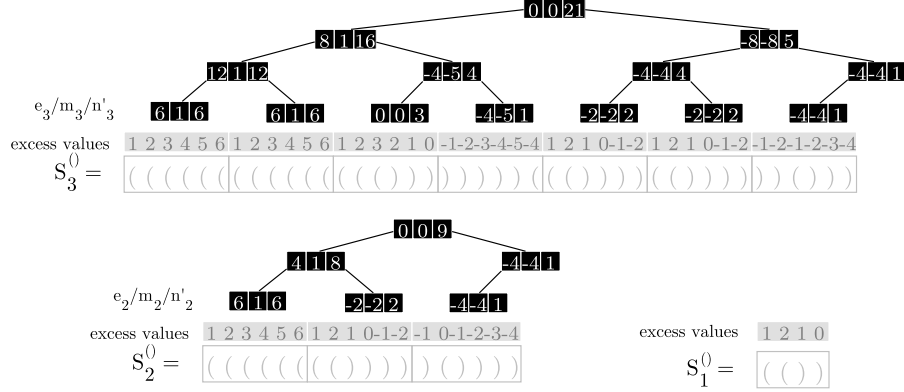 0 0 21
8 1 16 -8 -8 5
12 1 12 -4 -5 4 -4 -4 4 -4 -4 1
e3/m3/n'3 6 1 6 6 1 6 0 0 3 -4 -5 1 -2 -2 2 -2 -2 2 -4 -4 1
excess values 1 2 3 4 5 6 1 2 3 4 5 6 1 2 3 2 1 0 -1-2-3-4-5-4 1 2 1 0-1-2 1 2 1 0-1-2 -1-2-1-2-3-4
S3() = ( ( ( ( ( ( ( ( ( ( ( ( ( ( ( ) ) ) ) ) ) ) ) ( ( ( ) ) ) ) ( ( ) ) ) ) ) ) ( ) ) )
0 0 9
4 1 8 -4 -4 1
e2/m2/n'2 6 1 6 -2 -2 2 -4 -4 1
excess values 1 2 3 4 5 6 1 2 1 0-1-2 -1 0-1-2-3-4 excess values 1 2 1 0
S2() = ( ( ( ( ( ( ( ( ) ) ) ) ) ( ) ) ) ) S1() = ( ( ) )